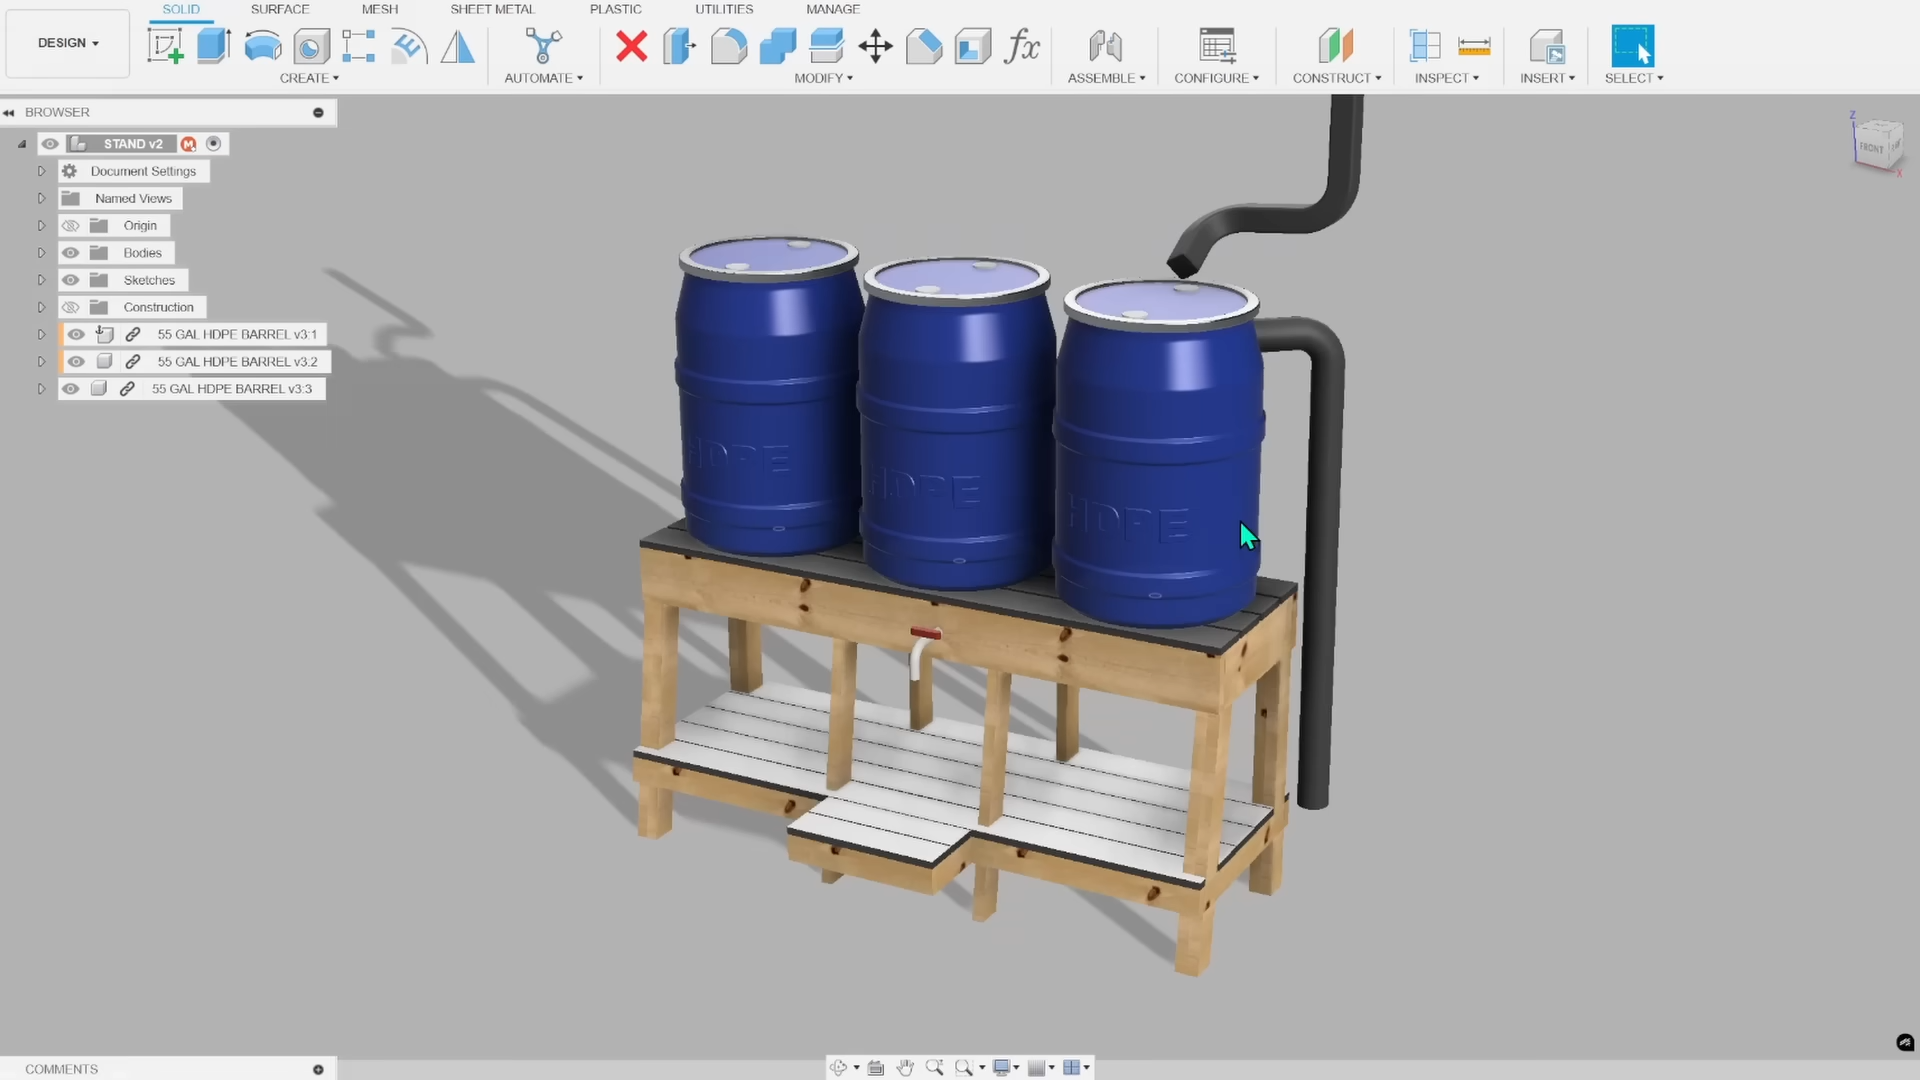 SOLID SURFACE MESH SHEET METAL PLASTIC UTILITIES MANAGE
DESIGN
fx
CREATE AUTOMATE MODIFY ASSEMBLE CONFIGURE CONSTRUCT INSPECT INSERT SELECT
BROWSER
STAND v2 M
Document Settings
Named Views
Origin
Bodies
Sketches
Construction
55 GAL HDPE BARREL v3:1
55 GAL HDPE BARREL v3:2
55 GAL HDPE BARREL v3:3
Z
FRONT
X
HDPE
HDPE
HDPE
COMMENTS